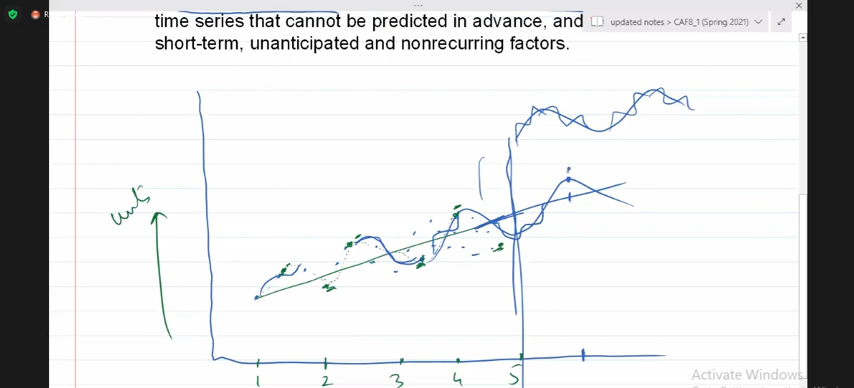 time series that cannot be predicted in advance, and
short-term, unanticipated and nonrecurring factors.
updated notes > CAF8_1 (Spring 2021)
units
1 2 3 4 5
Activate Windows